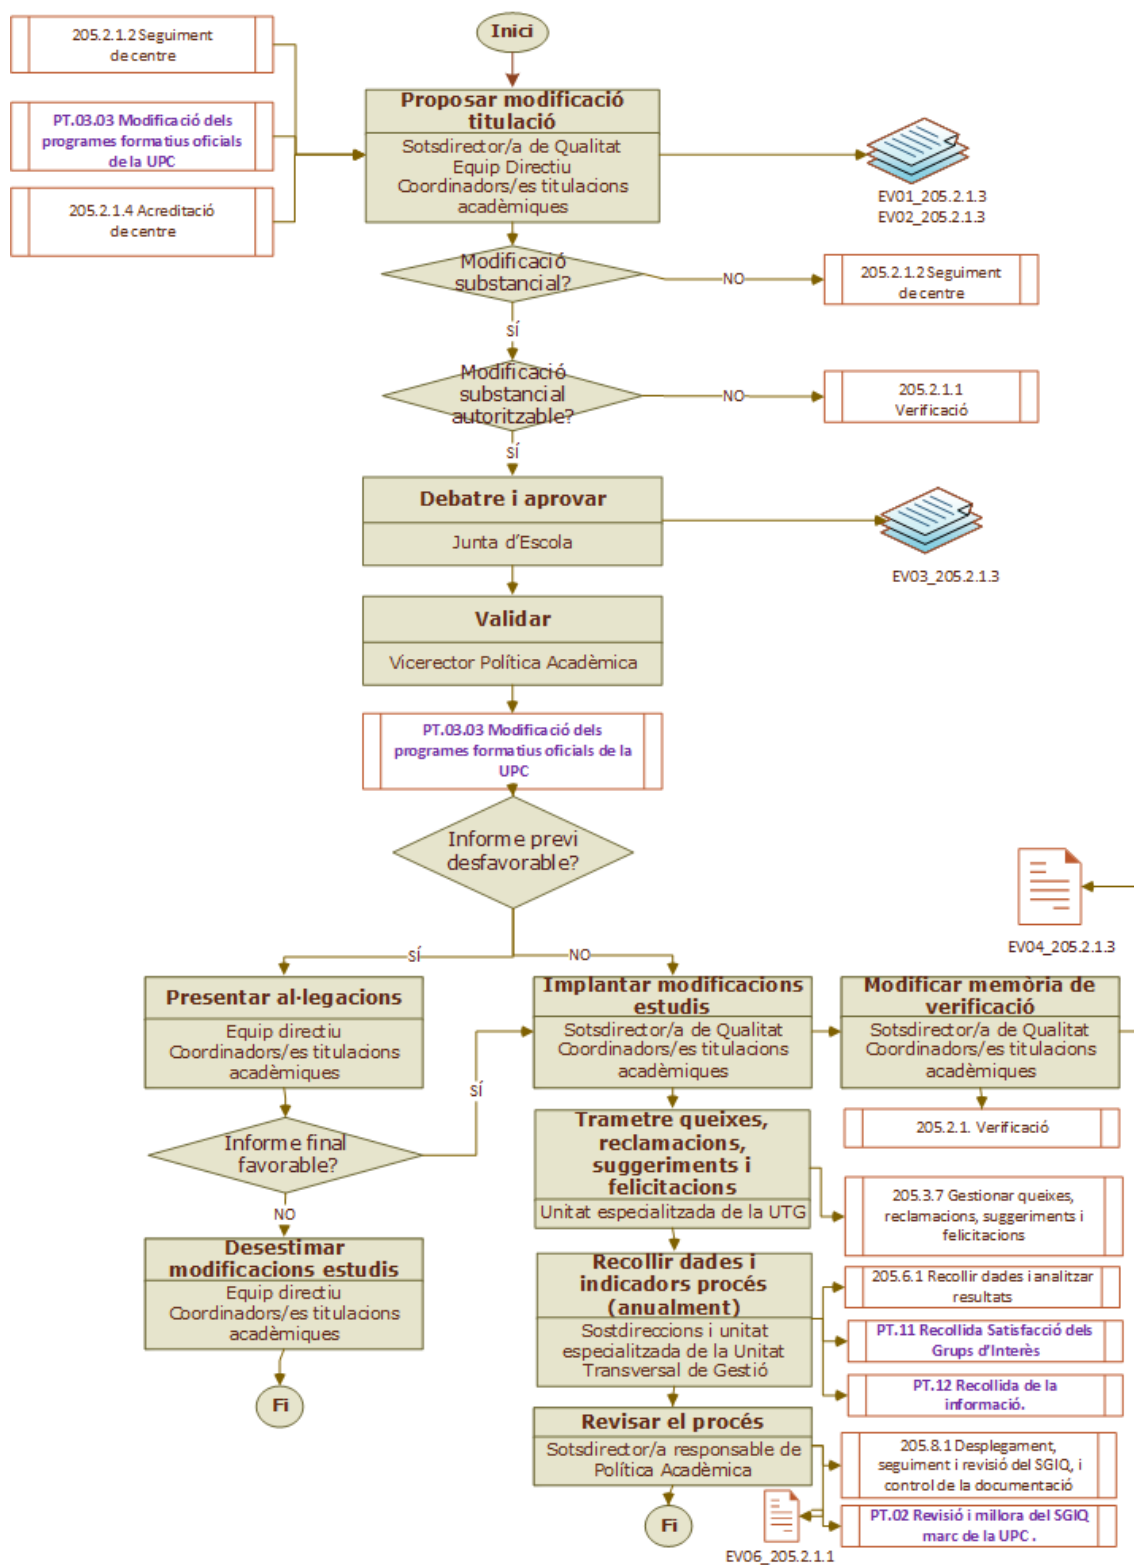 Inici
205.2.1.2 Seguiment
de centre
PT.03.03 Modificació dels
programes formatius oficials
de la UPC
205.2.1.4 Acreditació
de centre
Proposar modificació
titulació
Sotsdirector/a de Qualitat
Equip Directiu
Coordinadors/es titulacions
acadèmiques
EV01_205.2.1.3
EV02_205.2.1.3
Modificació
substancial?
NO
205.2.1.2 Seguiment
de centre
SÍ
Modificació
substancial
autoritzable?
NO
205.2.1.1
Verificació
SÍ
Debatre i aprovar
Junta d'Escola
EV03_205.2.1.3
Validar
Vicerector Política Acadèmica
PT.03.03 Modificació dels
programes formatius oficials de la
UPC
Informe previ
desfavorable?
EV04_205.2.1.3
SÍ
NO
Presentar al·legacions
Equip directiu
Coordinadors/es titulacions
acadèmiques
Implantar modificacions
estudis
Sotsdirector/a de Qualitat
Coordinadors/es titulacions
acadèmiques
Modificar memòria de
verificació
Sotsdirector/a de Qualitat
Coordinadors/es titulacions
acadèmiques
SÍ
205.2.1. Verificació
Informe final
favorable?
Trametre queixes,
reclamacions,
suggeriments i
felicitacions
Unitat especialitzada de la UTG
205.3.7 Gestionar queixes,
reclamacions, suggeriments i
felicitacions
NO
Desestimar
modificacions estudis
Equip directiu
Coordinadors/es titulacions
acadèmiques
Recollir dades i
indicadors procés
(anualment)
Sostdireccions i unitat
especialitzada de la Unitat
Transversal de Gestió
205.6.1 Recollir dades i analitzar
resultats
PT.11 Recollida Satisfacció dels
Grups d'Interès
PT.12 Recollida de la
informació.
Fi
Revisar el procés
Sotsdirector/a responsable de
Política Acadèmica
205.8.1 Desplegament,
seguiment i revisió del SGIQ, i
control de la documentació
PT.02 Revisió i millora del SGIQ
marc de la UPC .
Fi
EV06_205.2.1.1